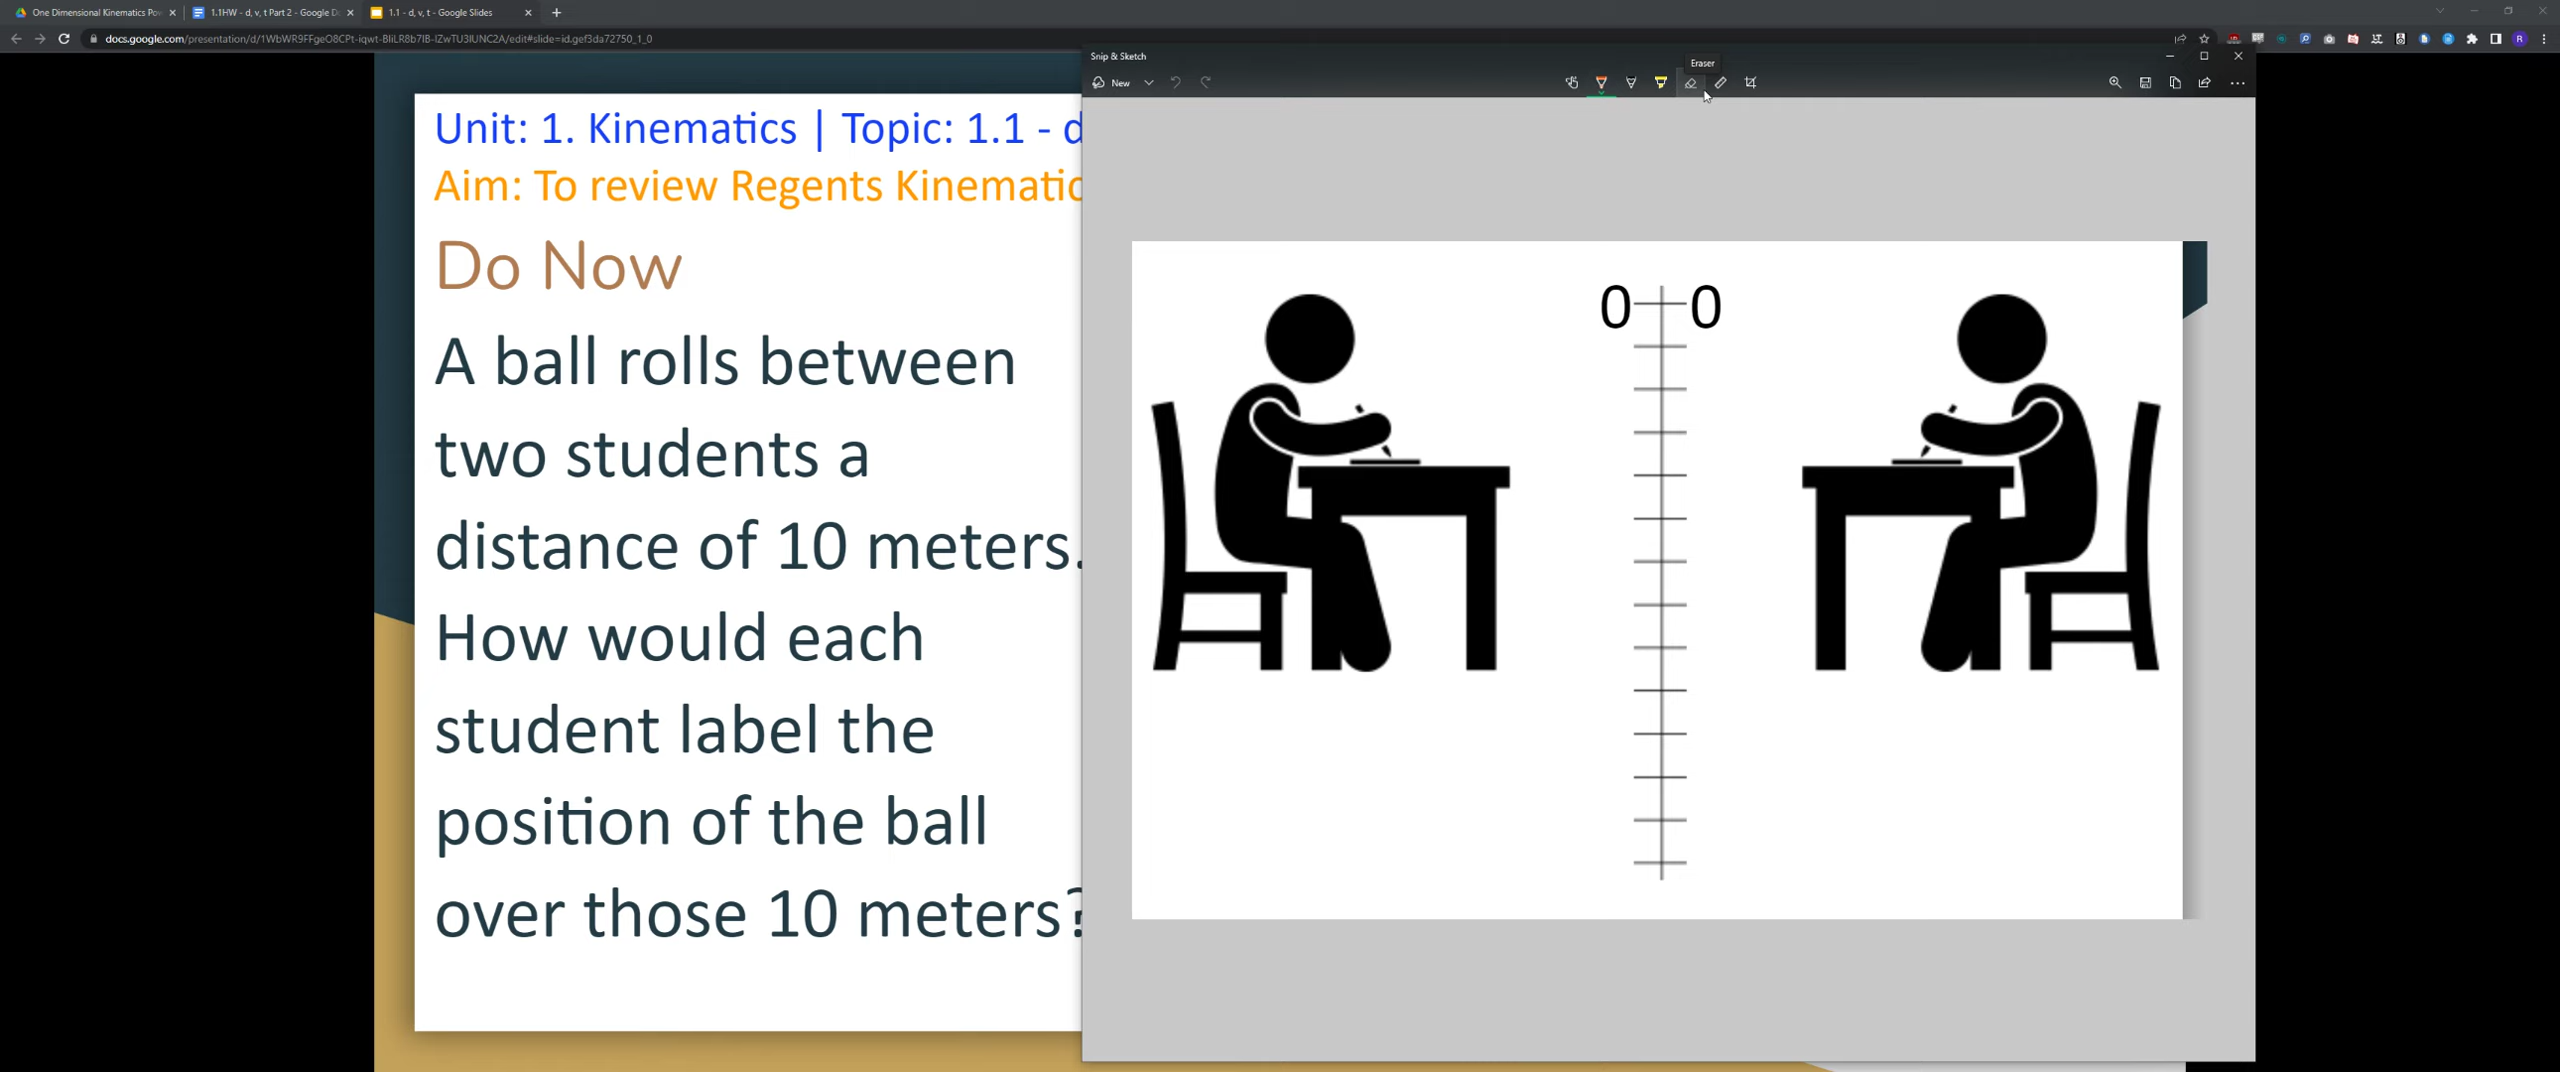 One Dimensional Kinematics Pow
1.1HW - d, v, t Part 2 - Google Do
1.1 - d, v, t - Google Slides
docs.google.com/presentation/d/1WbWR9FFgeO8CPt-iqwt-BliLR8b7IB-IZwTU3IUNC2A/edit#slide=id.gef3da72750_1_0
R
Snip & Sketch
Eraser
New
Unit: 1. Kinematics | Topic: 1.1 - d
Aim: To review Regents Kinematic
Do Now
A ball rolls between
two students a
distance of 10 meters.
How would each
student label the
position of the ball
over those 10 meters?
0 0